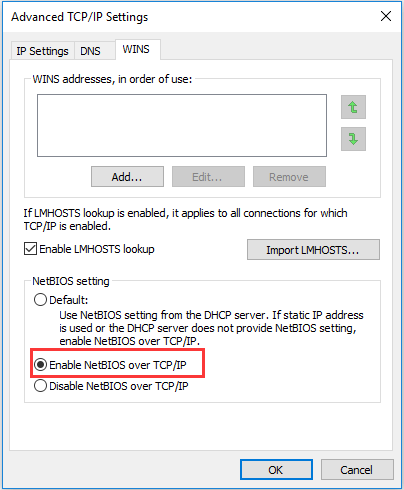 Advanced TCP/IP Settings
IP Settings DNS WINS
WINS addresses, in order of use:
Add... Edit... Remove
If LMHOSTS lookup is enabled, it applies to all connections for which
TCP/IP is enabled.
Enable LMHOSTS lookup Import LMHOSTS...
NetBIOS setting
Default:
Use NetBIOS setting from the DHCP server. If static IP address
is used or the DHCP server does not provide NetBIOS setting,
enable NetBIOS over TCP/IP.
Enable NetBIOS over TCP/IP
Disable NetBIOS over TCP/IP
OK Cancel